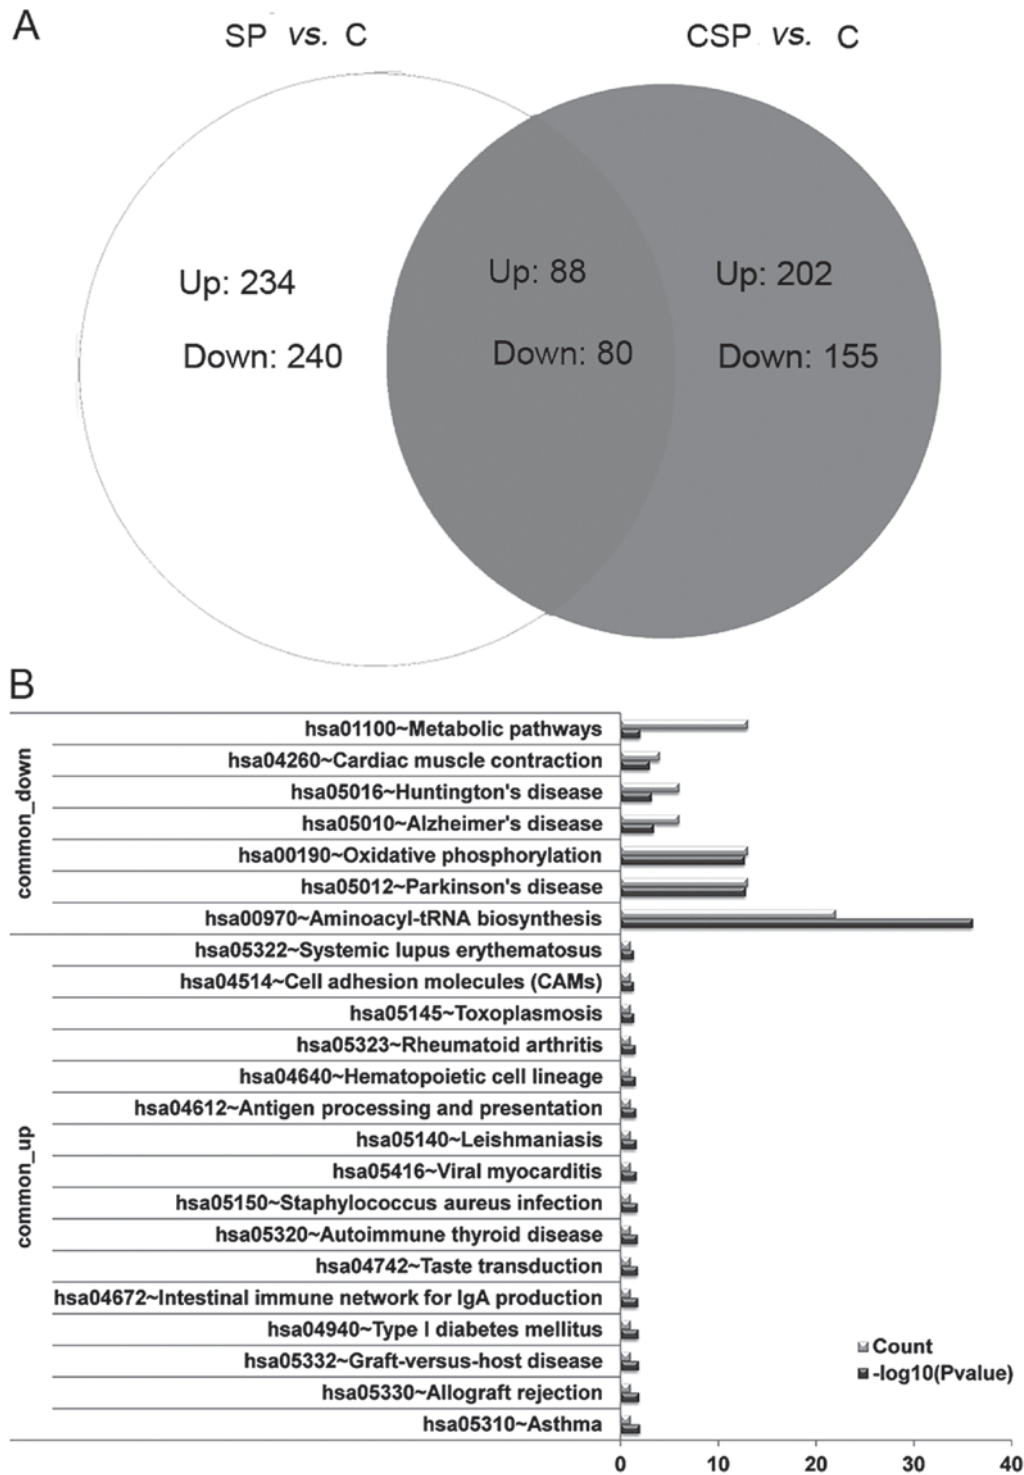 A
SP vs. C
CSP vs. C
Up: 234
Up: 88
Up: 202
Down: 240
Down: 80
Down: 155
B
common_down
hsa01100~Metabolic pathways
hsa04260~Cardiac muscle contraction
hsa05016~Huntington's disease
hsa05010~Alzheimer's disease
hsa00190~Oxidative phosphorylation
hsa05012~Parkinson's disease
hsa00970~Aminoacyl-tRNA biosynthesis
common_up
hsa05322~Systemic lupus erythematosus
hsa04514~Cell adhesion molecules (CAMs)
hsa05145~Toxoplasmosis
hsa05323~Rheumatoid arthritis
hsa04640~Hematopoietic cell lineage
hsa04612~Antigen processing and presentation
hsa05140~Leishmaniasis
hsa05416~Viral myocarditis
hsa05150~Staphylococcus aureus infection
hsa05320~Autoimmune thyroid disease
hsa04742~Taste transduction
hsa04672~Intestinal immune network for IgA production
hsa04940~Type I diabetes mellitus
hsa05332~Graft-versus-host disease
hsa05330~Allograft rejection
hsa05310~Asthma
Count
-log10(Pvalue)
0 10 20 30 40